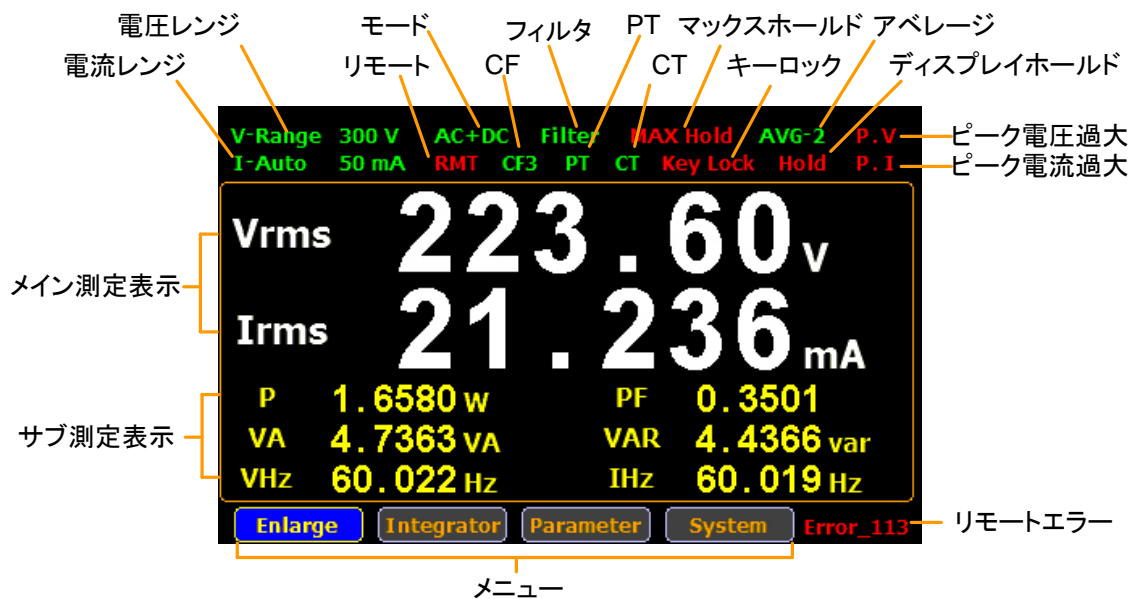 電圧レンジ モード フィルタ PT マックスホールド アベレージ
電流レンジ リモート CF CT キーロック ディスプレイホールド
V-Range 300 V AC+DC Filter MAX Hold AVG-2 P.V ピーク電圧過大
I-Auto 50 mA RMT CF3 PT CT Key Lock Hold P.I ピーク電流過大
Vrms 223.60 V
メイン測定表示
Irms 21.236 mA
P 1.6580 W PF 0.3501
サブ測定表示 VA 4.7363 VA VAR 4.4366 var
VHz 60.022 Hz IHz 60.019 Hz
Enlarge Integrator Parameter System Error_113 リモートエラー
メニュー